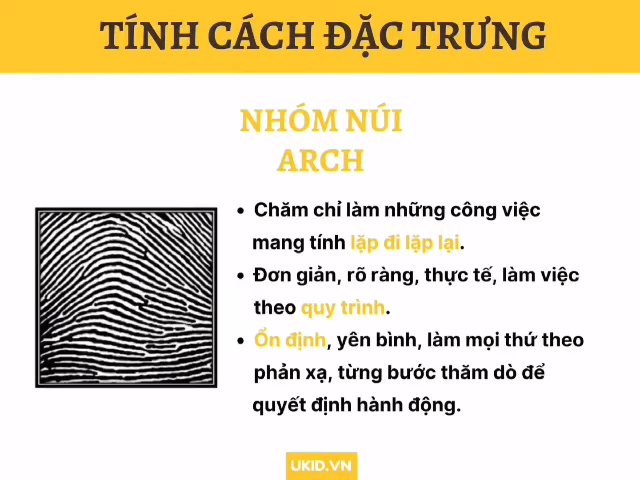 TÍNH CÁCH ĐẶC TRƯNG
NHÓM NÚI
ARCH
• Chăm chỉ làm những công việc
mang tính lặp đi lặp lại.
• Đơn giản, rõ ràng, thực tế, làm việc
theo quy trình.
• Ổn định, yên bình, làm mọi thứ theo
phản xạ, từng bước thăm dò để
quyết định hành động.
UKID.VN